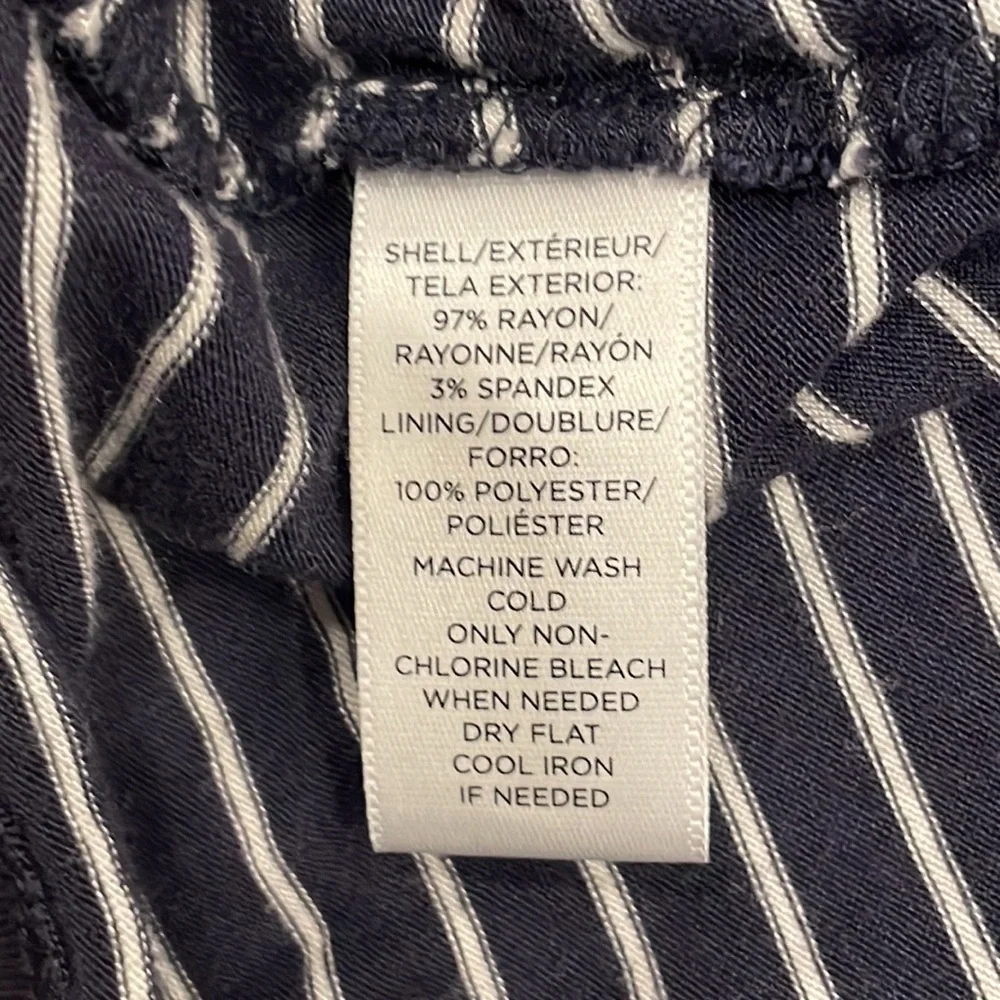 SHELL/EXTÉRIEUR/
TELA EXTERIOR:
97% RAYON/
RAYONNE/RAYÓN
3% SPANDEX
LINING/DOUBLURE/
FORRO:
100% POLYESTER/
POLIÉSTER
MACHINE WASH
COLD
ONLY NON-
CHLORINE BLEACH
WHEN NEEDED
DRY FLAT
COOL IRON
IF NEEDED